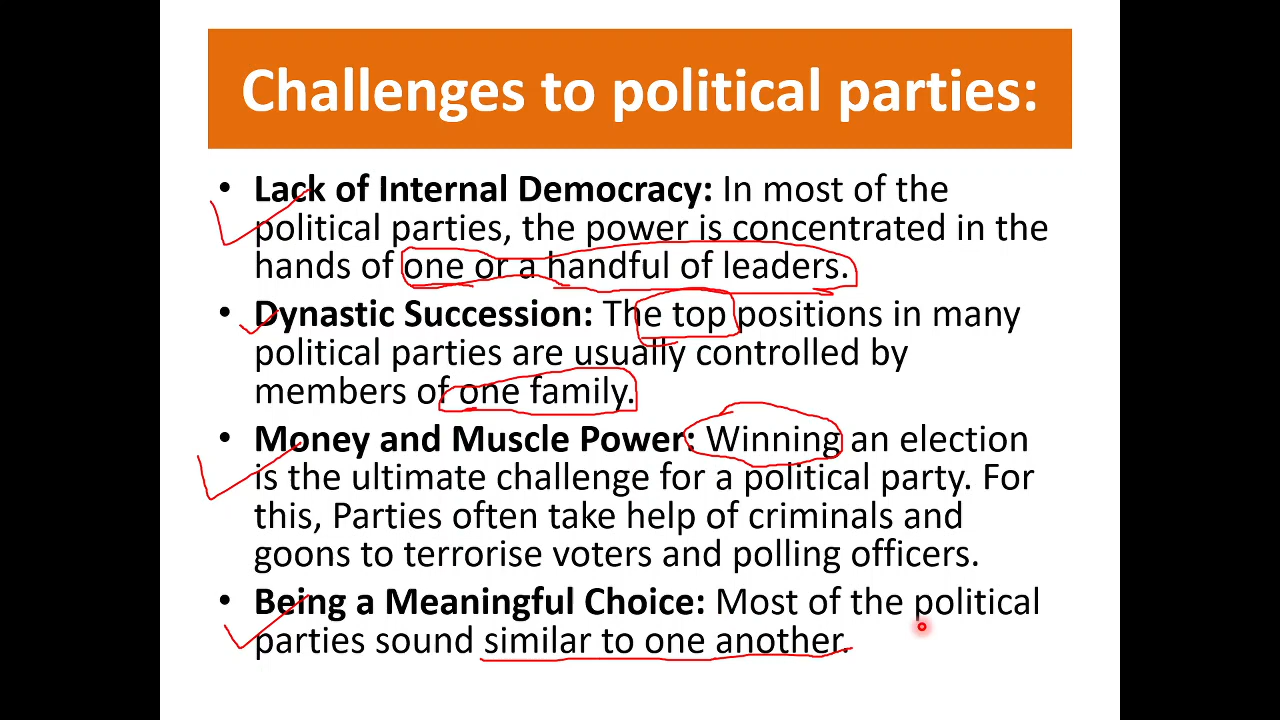 Challenges to political parties:
• Lack of Internal Democracy: In most of the
political parties, the power is concentrated in the
hands of one or a handful of leaders.
• Dynastic Succession: The top positions in many
political parties are usually controlled by
members of one family.
• Money and Muscle Power: Winning an election
is the ultimate challenge for a political party. For
this, Parties often take help of criminals and
goons to terrorise voters and polling officers.
• Being a Meaningful Choice: Most of the political
parties sound similar to one another.